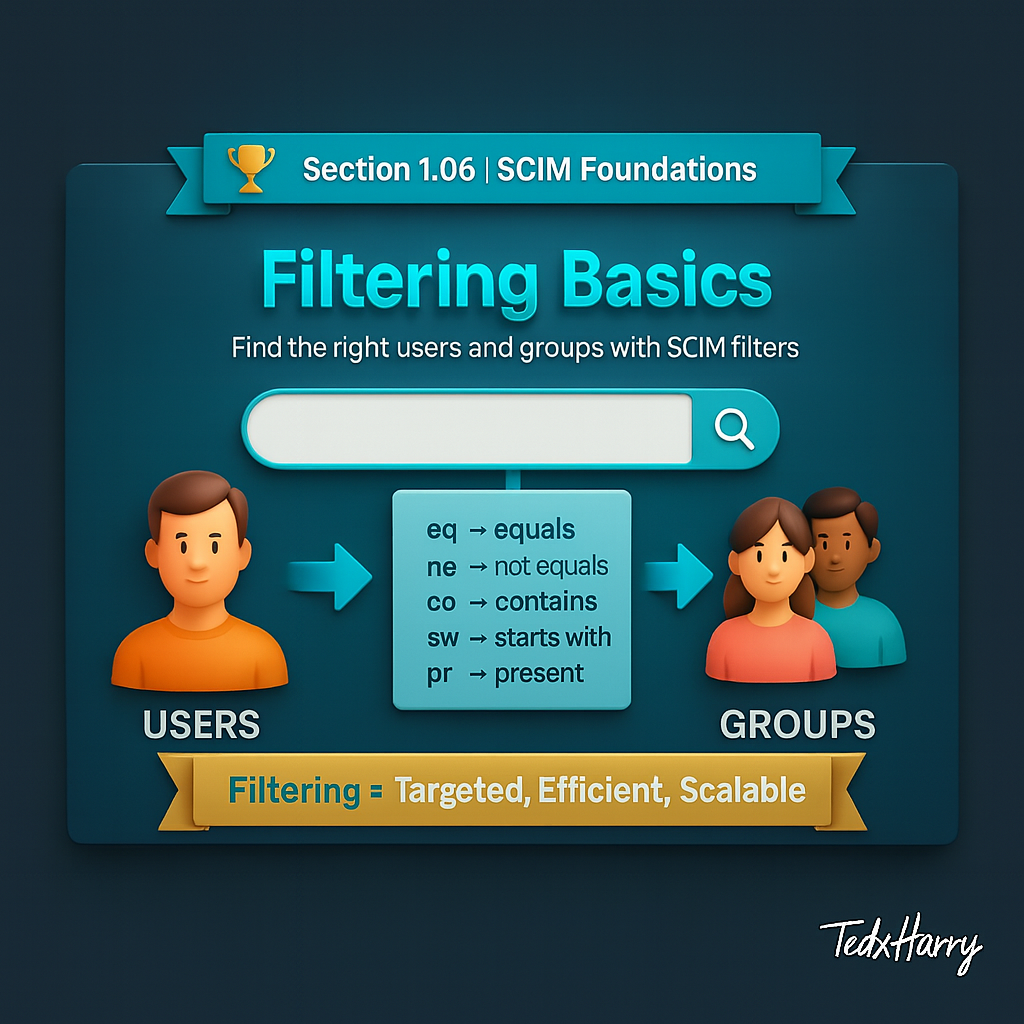 Section 1.06 | SCIM Foundations
Filtering Basics
Find the right users and groups with SCIM filters
eq → equals
ne → not equals
co → contains
sw → starts with
pr → present
USERS
GROUPS
Filtering = Targeted, Efficient, Scalable
TedxHarry